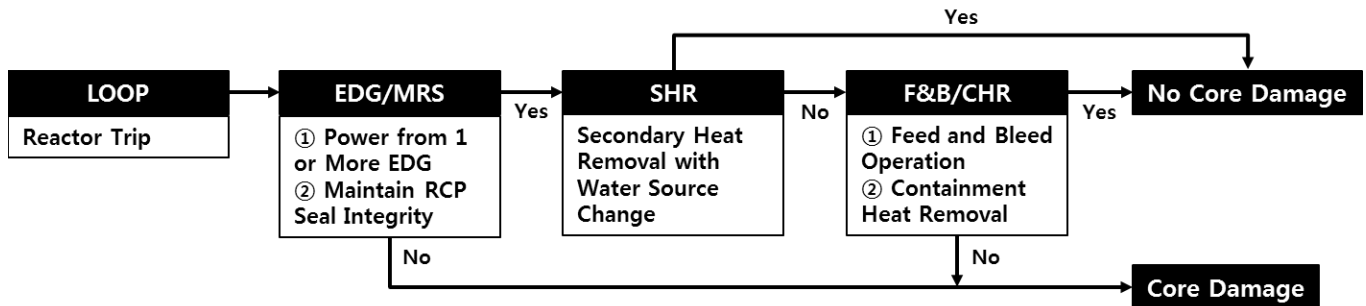 Yes
LOOP
Reactor Trip
EDG/MRS
① Power from 1
or More EDG
② Maintain RCP
Seal Integrity
Yes
No
SHR
Secondary Heat
Removal with
Water Source
Change
No
F&B/CHR
① Feed and Bleed
Operation
② Containment
Heat Removal
Yes
No
No Core Damage
Core Damage